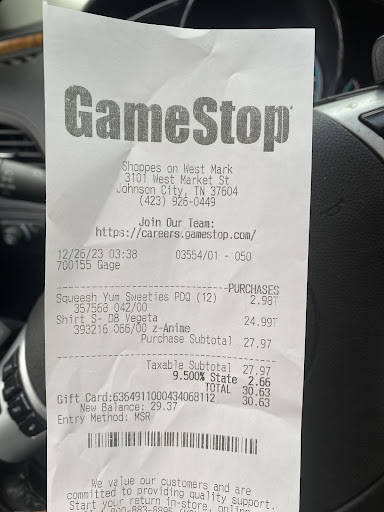 GameStop
Shoppes on West Mark
3101 West Market St
Johnson City, TN 37604
(423) 926-0449
Join Our Team:
https://careers.gamestop.com/
12/26/23 03:38 03554/01 - 050
700155 Gage
PURCHASES
Squeesh Yum Sweeties PDQ (12) 2.98T
357568 042/00
Shirt S- DB Vegeta 24.99T
393216 066/00 z-Anime
Purchase Subtotal 27.97
Taxable Subtotal 27.97
9.500% State 2.66
TOTAL 30.63
Gift Card:6364911000434068112 30.63
New Balance: 29.37
Entry Method: MSR
We value our customers and are
committed to providing quality support.
Start your return in-store, online